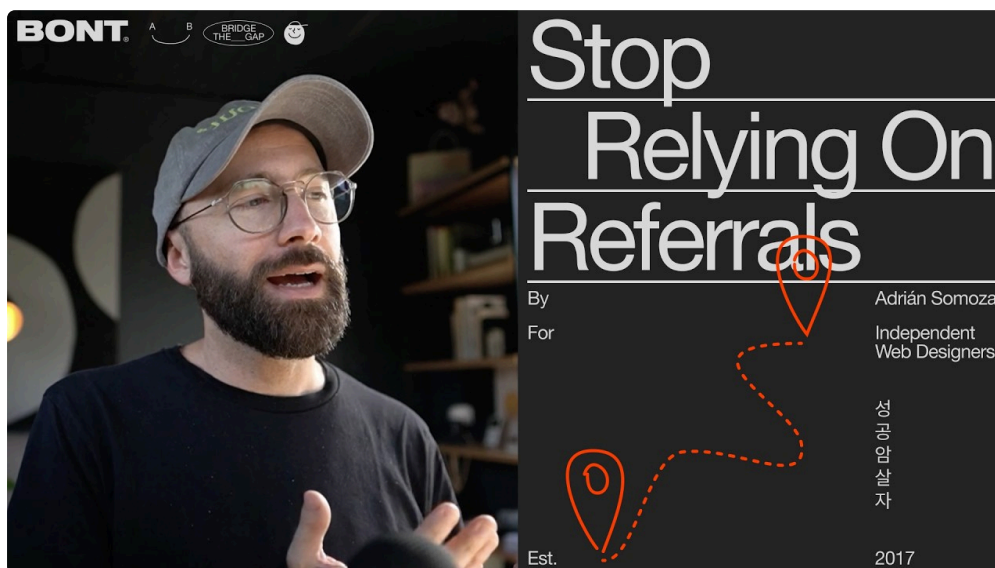 BONT®
A B
BRIDGE
THE GAP
Stop
Relying On
Referrals
By Adrián Somoza
For Independent
Web Designers
성
공
암
살
자
Est. 2017